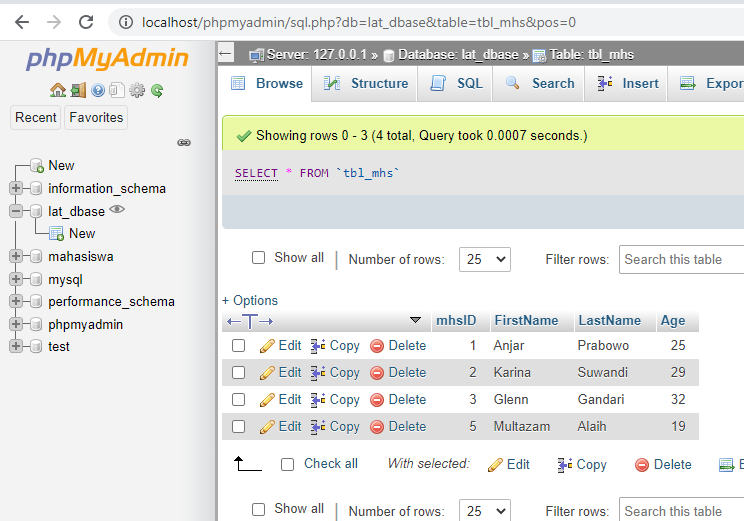 localhost/phpmyadmin/sql.php?db=lat_dbase&table=tbl_mhs&pos=0
phpMyAdmin
Recent Favorites
New
information_schema
lat_dbase
New
mahasiswa
mysql
performance_schema
phpmyadmin
test
Server: 127.0.0.1 » Database: lat_dbase » Table: tbl_mhs
Browse Structure SQL Search Insert Expor
Showing rows 0 - 3 (4 total, Query took 0.0007 seconds.)
SELECT * FROM `tbl_mhs`
Show all | Number of rows: 25 Filter rows: Search this table
+ Options
mhsID FirstName LastName Age
Edit Copy Delete 1 Anjar Prabowo 25
Edit Copy Delete 2 Karina Suwandi 29
Edit Copy Delete 3 Glenn Gandari 32
Edit Copy Delete 5 Multazam Alaih 19
Check all With selected: Edit Copy Delete E
Show all | Number of rows: 25 Filter rows: Search this table